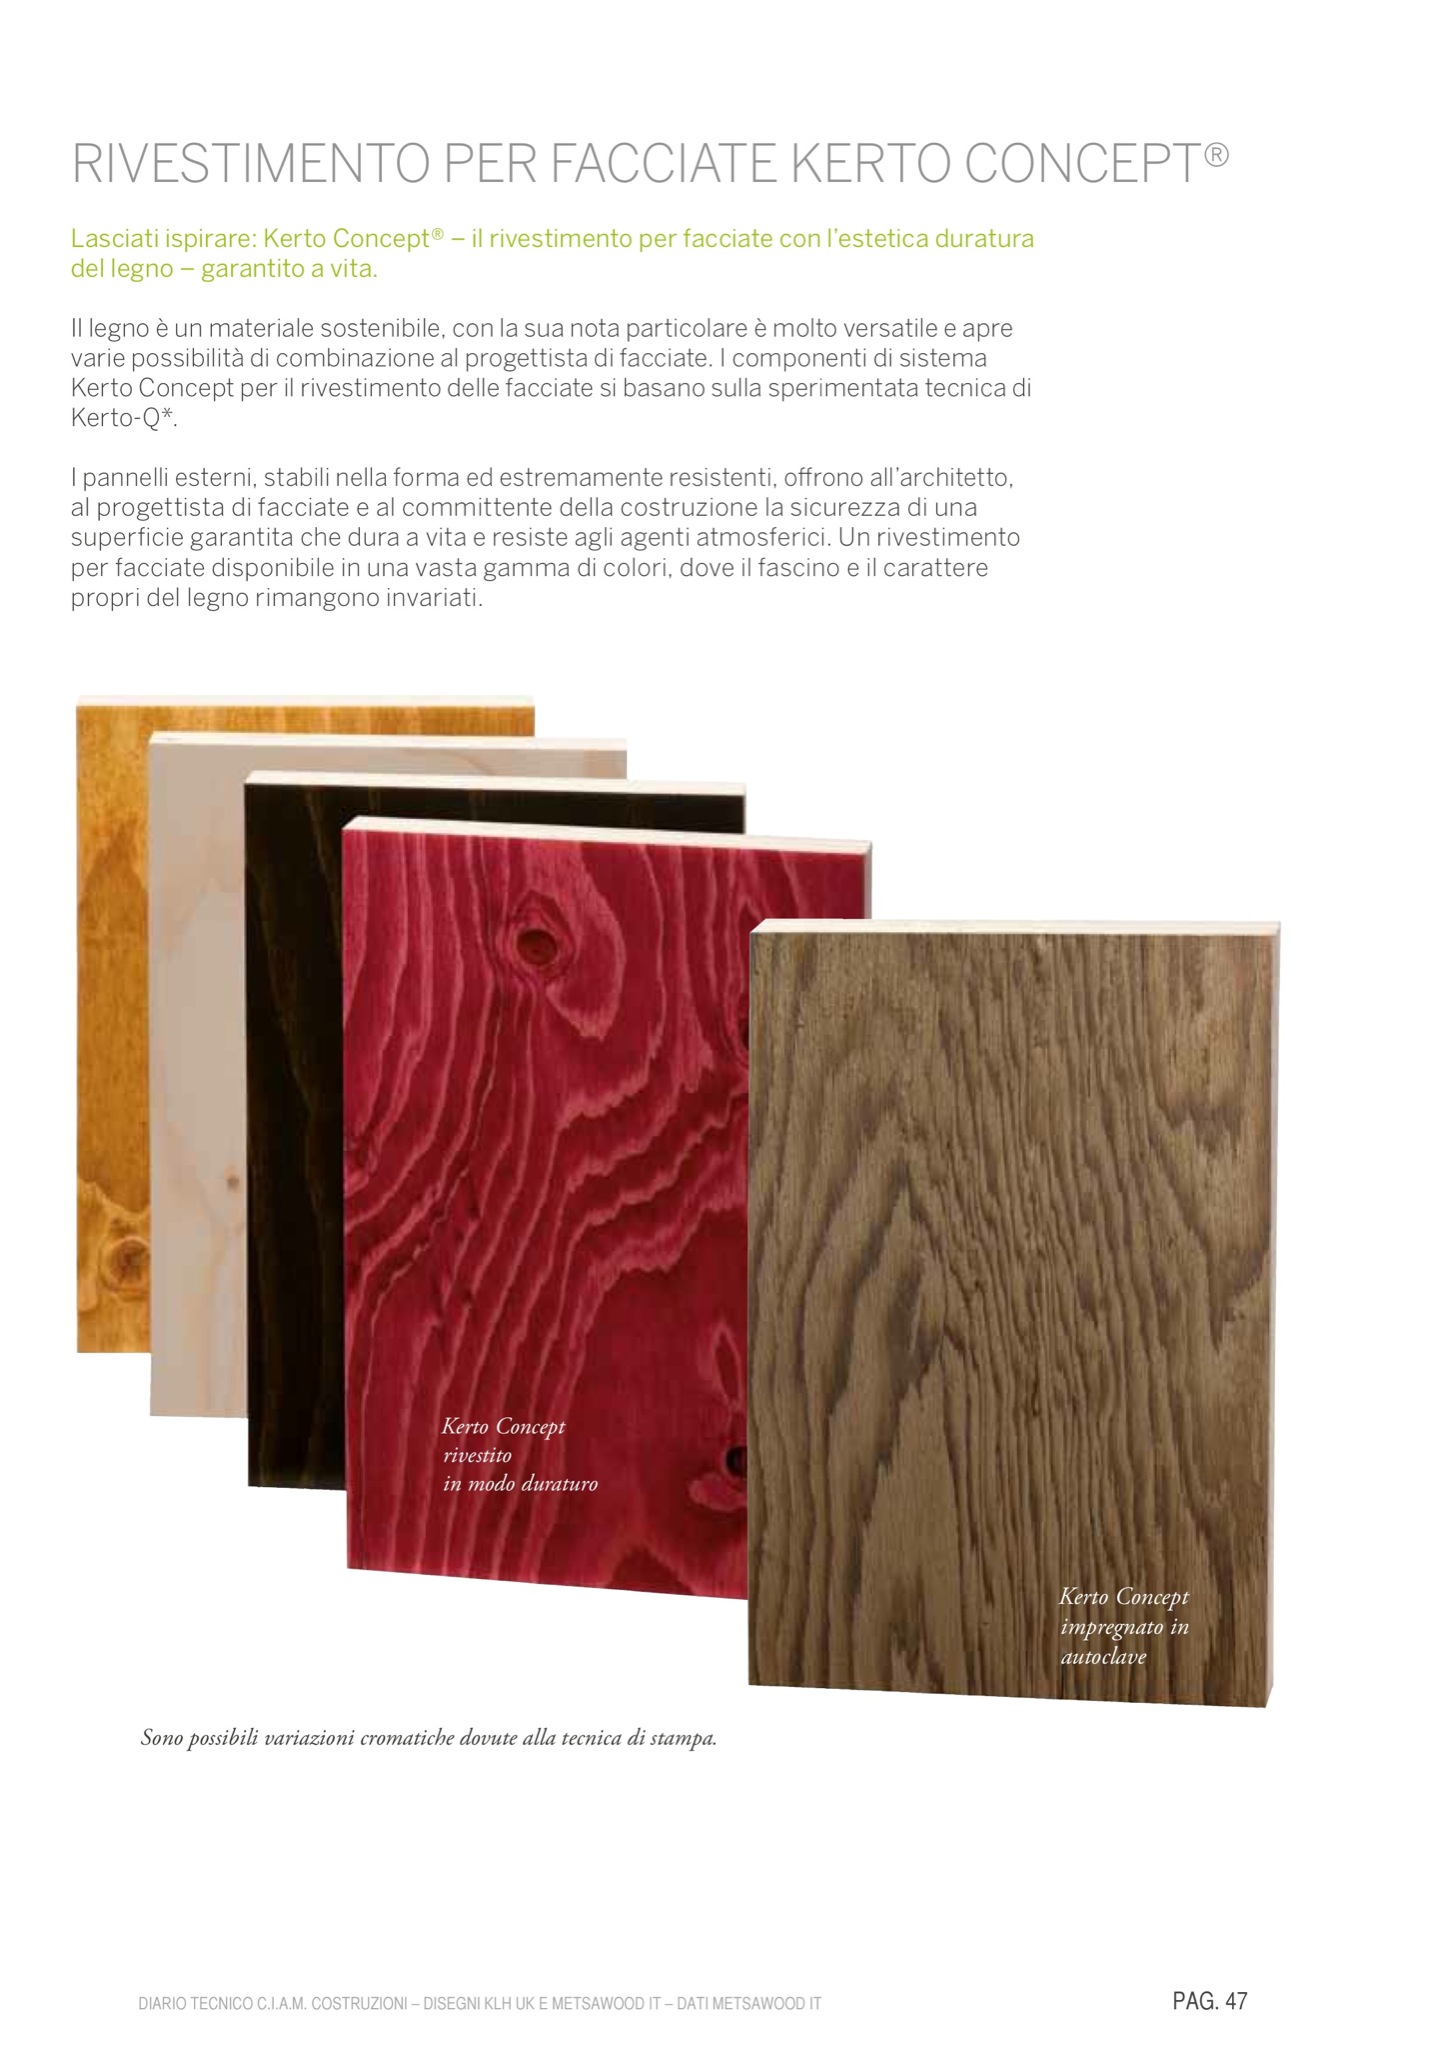 RIVESTIMENTO PER FACCIATE KERTO CONCEPT®
Lasciati ispirare: Kerto Concept® – il rivestimento per facciate con l’estetica duratura
del legno – garantito a vita.
Il legno è un materiale sostenibile, con la sua nota particolare è molto versatile e apre
varie possibilità di combinazione al progettista di facciate. I componenti di sistema
Kerto Concept per il rivestimento delle facciate si basano sulla sperimentata tecnica di
Kerto-Q*.
I pannelli esterni, stabili nella forma ed estremamente resistenti, offrono all’architetto,
al progettista di facciate e al committente della costruzione la sicurezza di una
superficie garantita che dura a vita e resiste agli agenti atmosferici. Un rivestimento
per facciate disponibile in una vasta gamma di colori, dove il fascino e il carattere
propri del legno rimangono invariati.
Kerto Concept
rivestito
in modo duraturo
Kerto Concept
impregnato in
autoclave
Sono possibili variazioni cromatiche dovute alla tecnica di stampa.
DIARIO TECNICO C.I.A.M. COSTRUZIONI – DISEGNI KLH UK E METSAWOOD IT – DATI METSAWOOD IT
PAG. 47